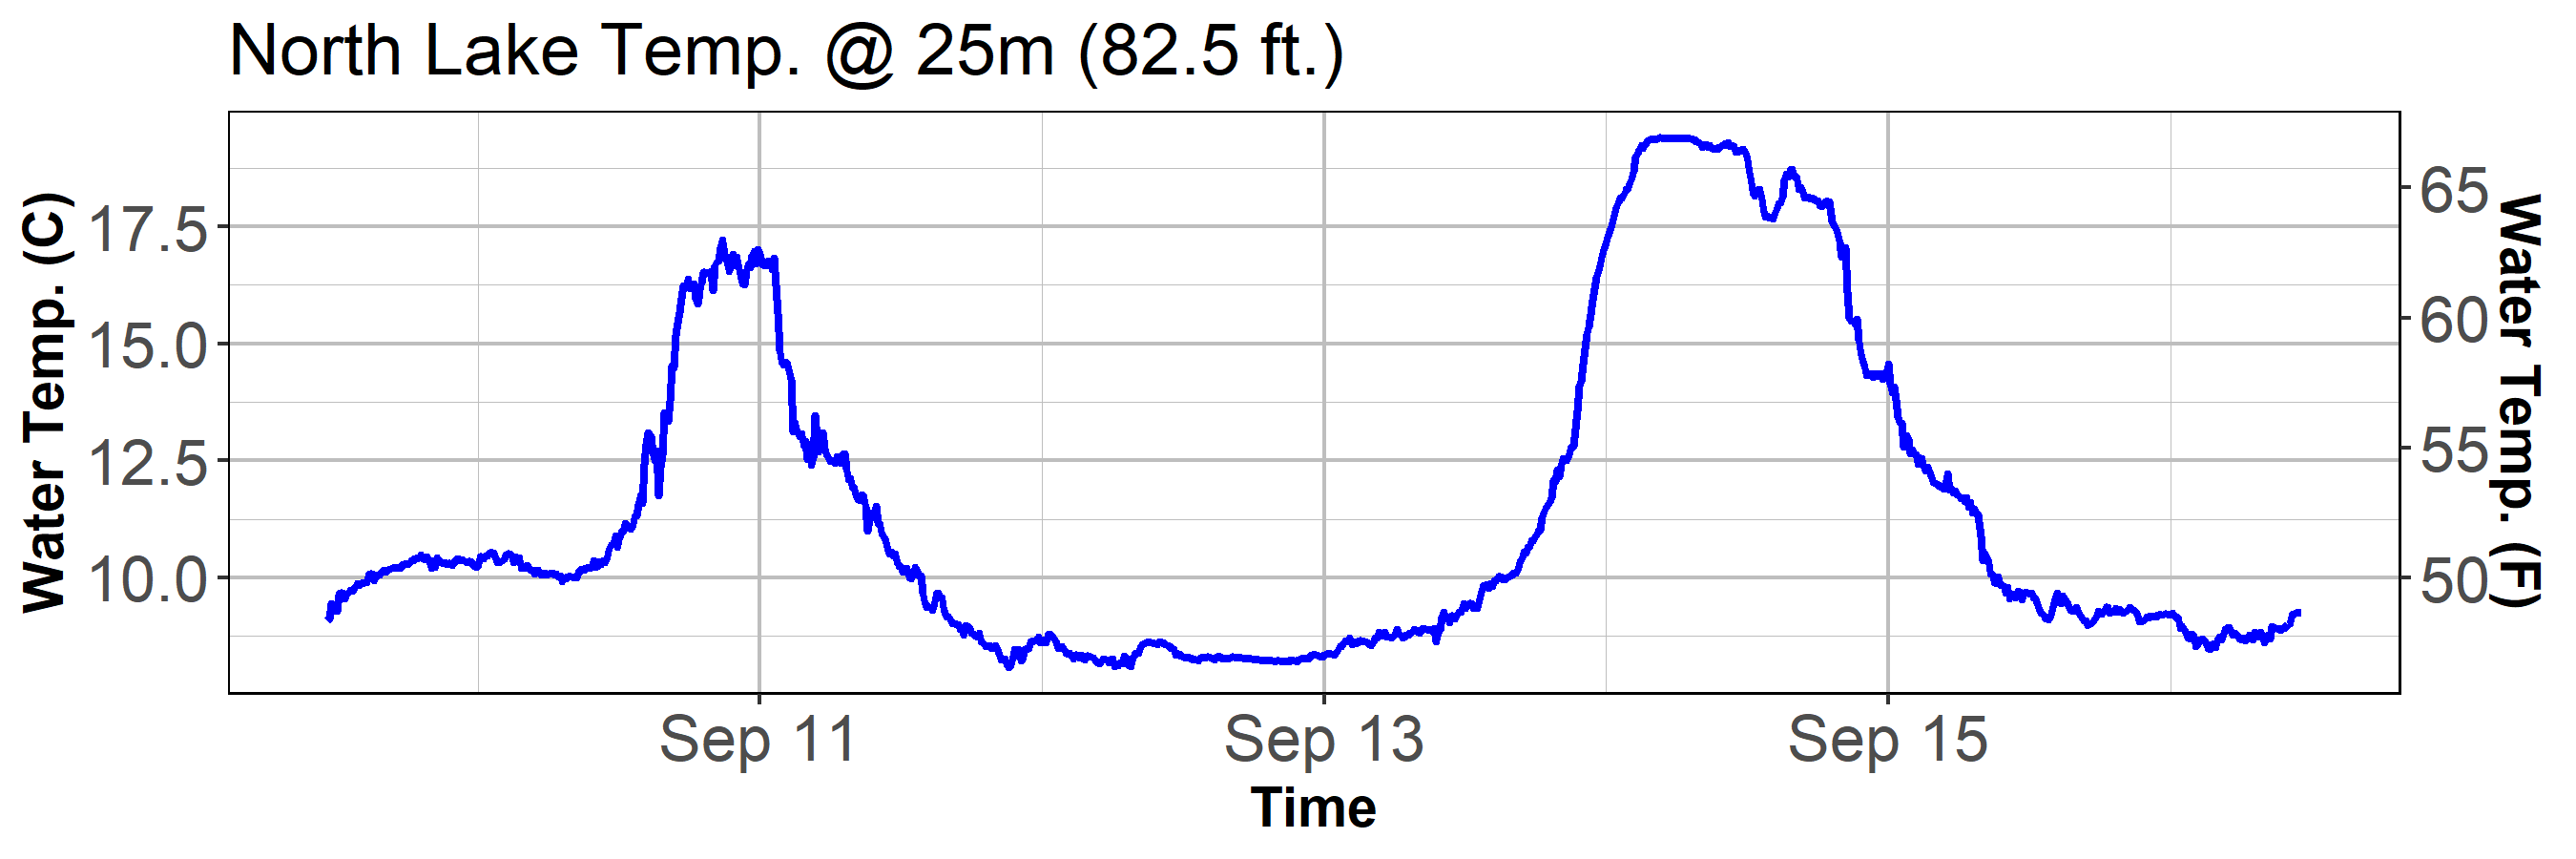 North Lake Temp. @ 25m (82.5 ft.)
Water Temp. (C)
17.5
15.0
12.5
10.0
65
60
55
50
Water Temp. (F)
Sep 11
Sep 13
Sep 15
Time